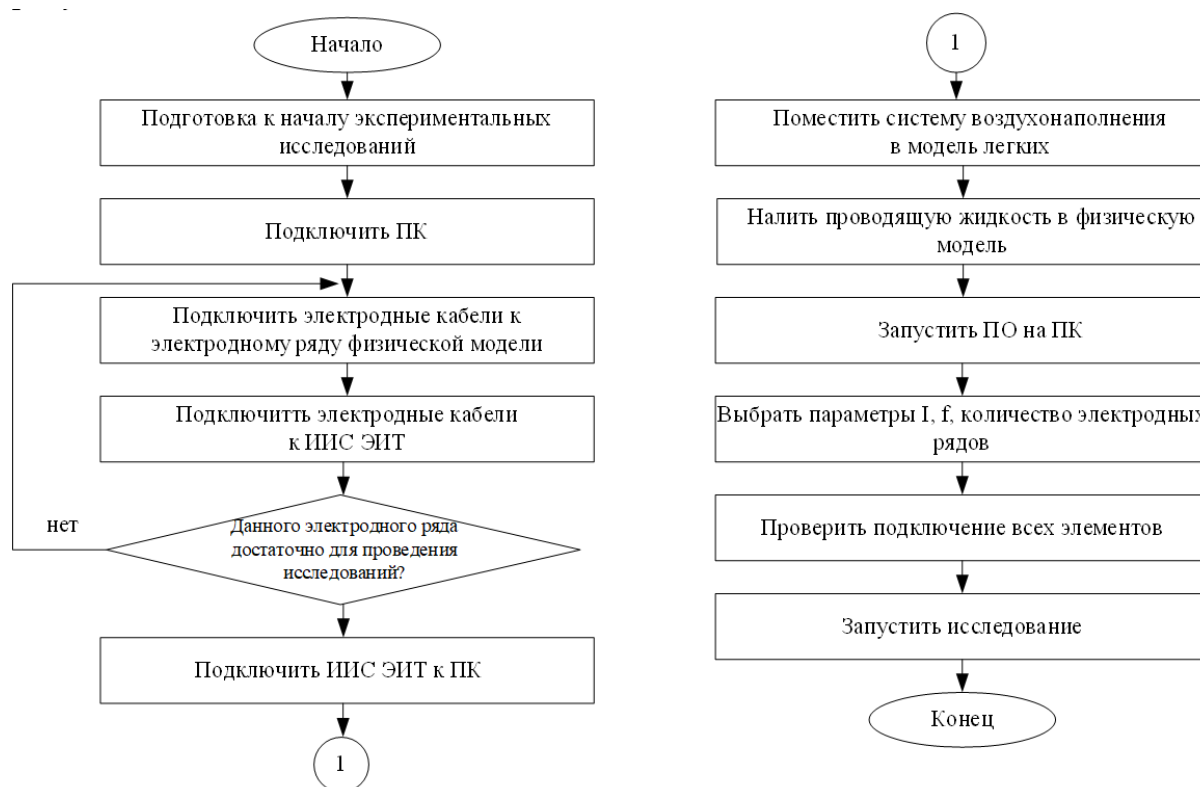 Начало
Подготовка к началу экспериментальных
исследований
Подключить ПК
Подключить электродные кабели к
электродному ряду физической модели
Подключитть электродные кабели
к ИИС ЭИТ
нет
Данного электродного ряда
достаточно для проведения
исследований?
Подключить ИИС ЭИТ к ПК
1
1
Поместить систему воздухонаполнения
в модель легких
Налить проводящую жидкость в физическую
модель
Запустить ПО на ПК
Выбрать параметры I, f, количество электродных
рядов
Проверить подключение всех элементов
Запустить исследование
Конец